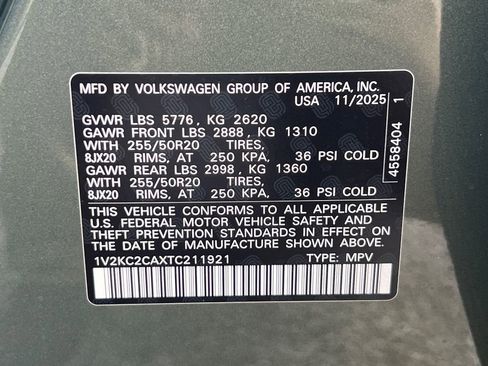 MFD BY VOLKSWAGEN GROUP OF AMERICA, INC.
USA 11/2025
GVWR LBS 5776, KG 2620
GAWR FRONT LBS 2888, KG 1310
WITH 255/50R20 TIRES,
8JX20 RIMS, AT 250 KPA, 36 PSI COLD
GAWR REAR LBS 2998, KG 1360
WITH 255/50R20 TIRES,
8JX20 RIMS, AT 250 KPA, 36 PSI COLD
THIS VEHICLE CONFORMS TO ALL APPLICABLE
U.S. FEDERAL MOTOR VEHICLE SAFETY AND
THEFT PREVENTION STANDARDS IN EFFECT ON
THE DATE OF MANUFACTURE SHOWN ABOVE.
1V2KC2CAXTC211921 TYPE: MPV
4558404 1